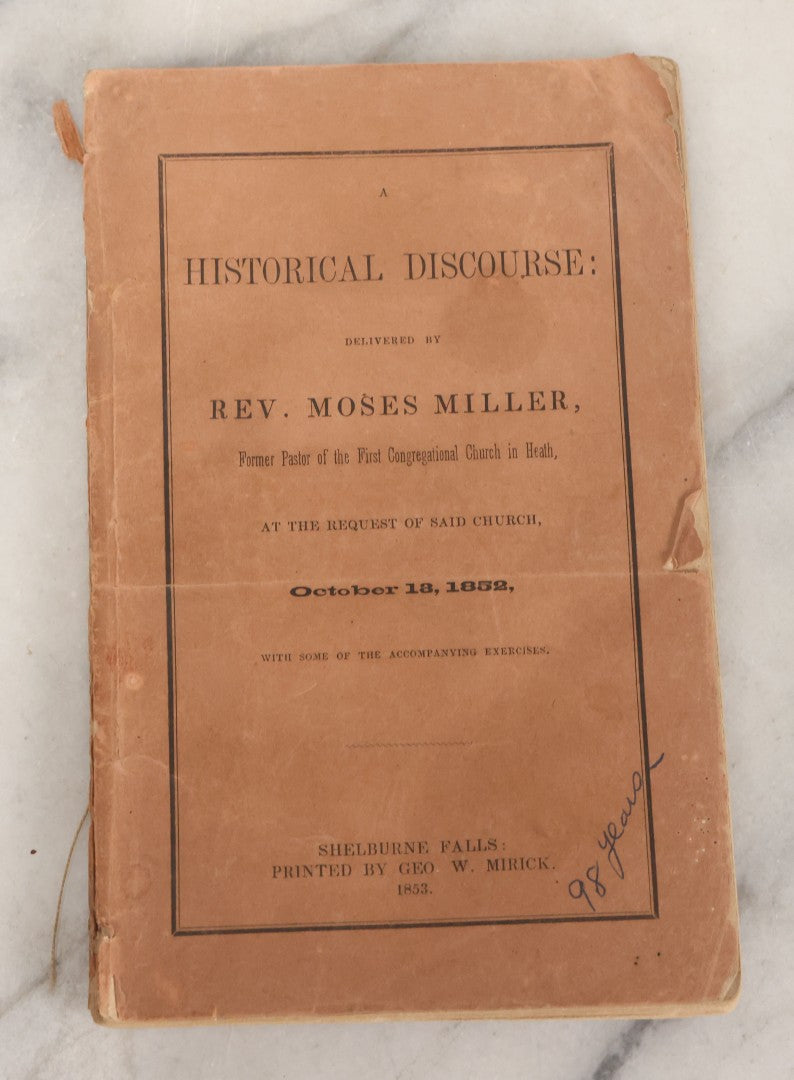 A
HISTORICAL DISCOURSE:
DELIVERED BY
REV. MOSES MILLER,
Former Pastor of the First Congregational Church in Heath,
AT THE REQUEST OF SAID CHURCH,
October 13, 1852,
WITH SOME OF THE ACCOMPANYING EXERCISES.
SHELBURNE FALLS:
PRINTED BY GEO. W. MIRICK.
1853.
98 years